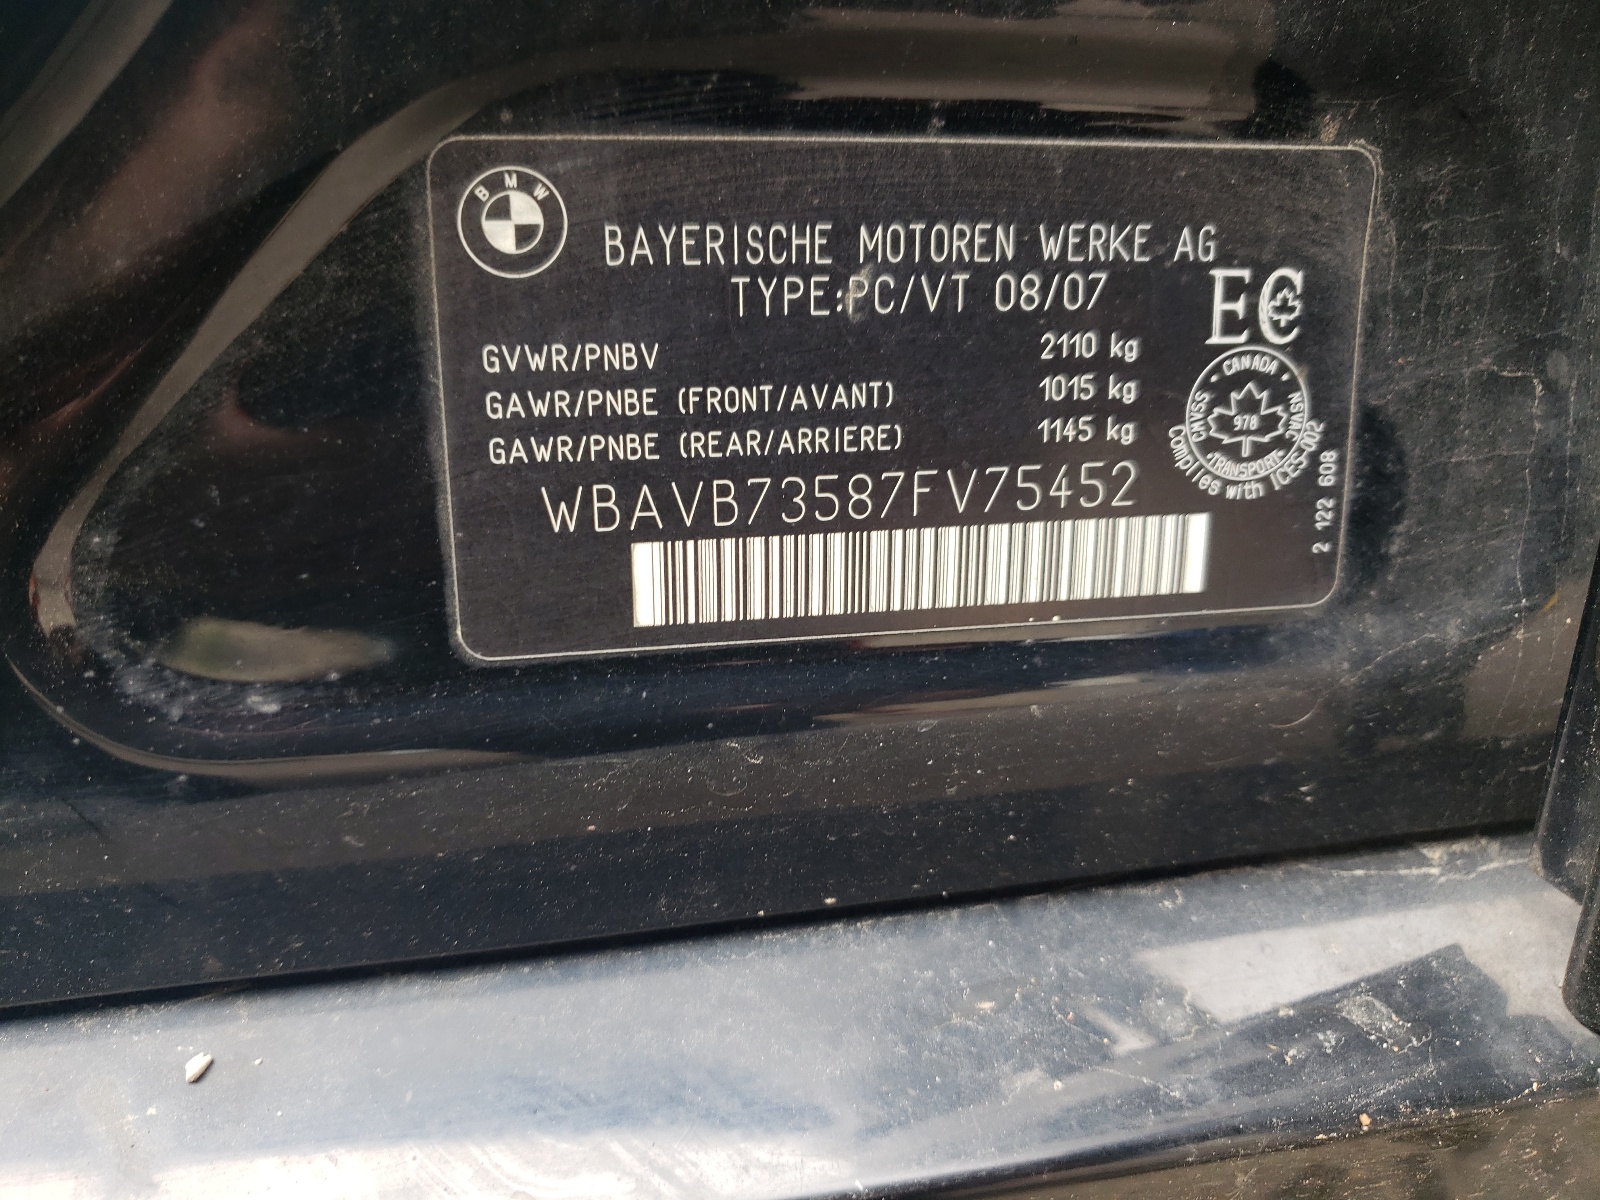 BMW
BAYERISCHE MOTOREN WERKE AG
TYPE:PC/VT 08/07
EC
GVWR/PNBV 2110 kg
GAWR/PNBE (FRONT/AVANT) 1015 kg
GAWR/PNBE (REAR/ARRIERE) 1145 kg
CANADA
978
CMVSS
NSVAC
TRANSPORT
Complies with ICES-002
WBAVB73587FV75452
2 122 608